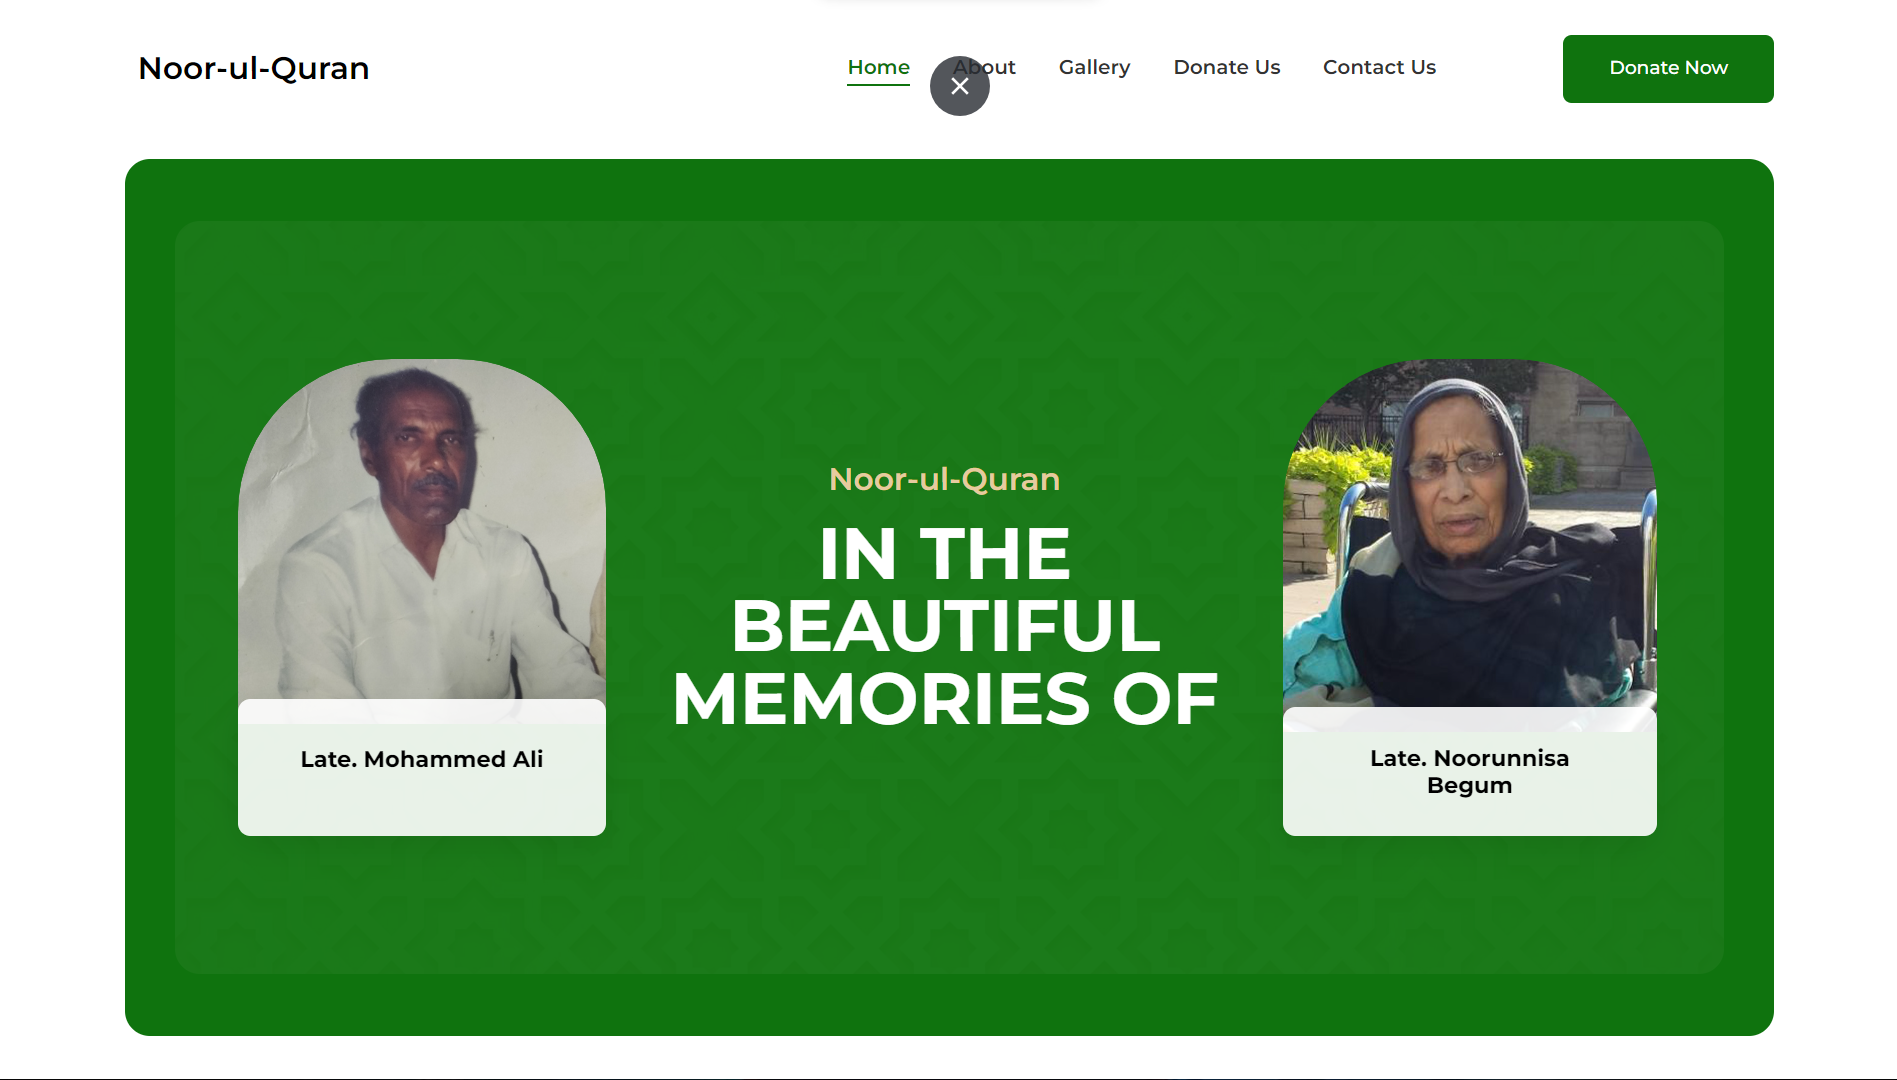 Noor-ul-Quran
Home About Gallery Donate Us Contact Us
Donate Now
Noor-ul-Quran
IN THE
BEAUTIFUL
MEMORIES OF
Late. Mohammed Ali
Late. Noorunnisa
Begum